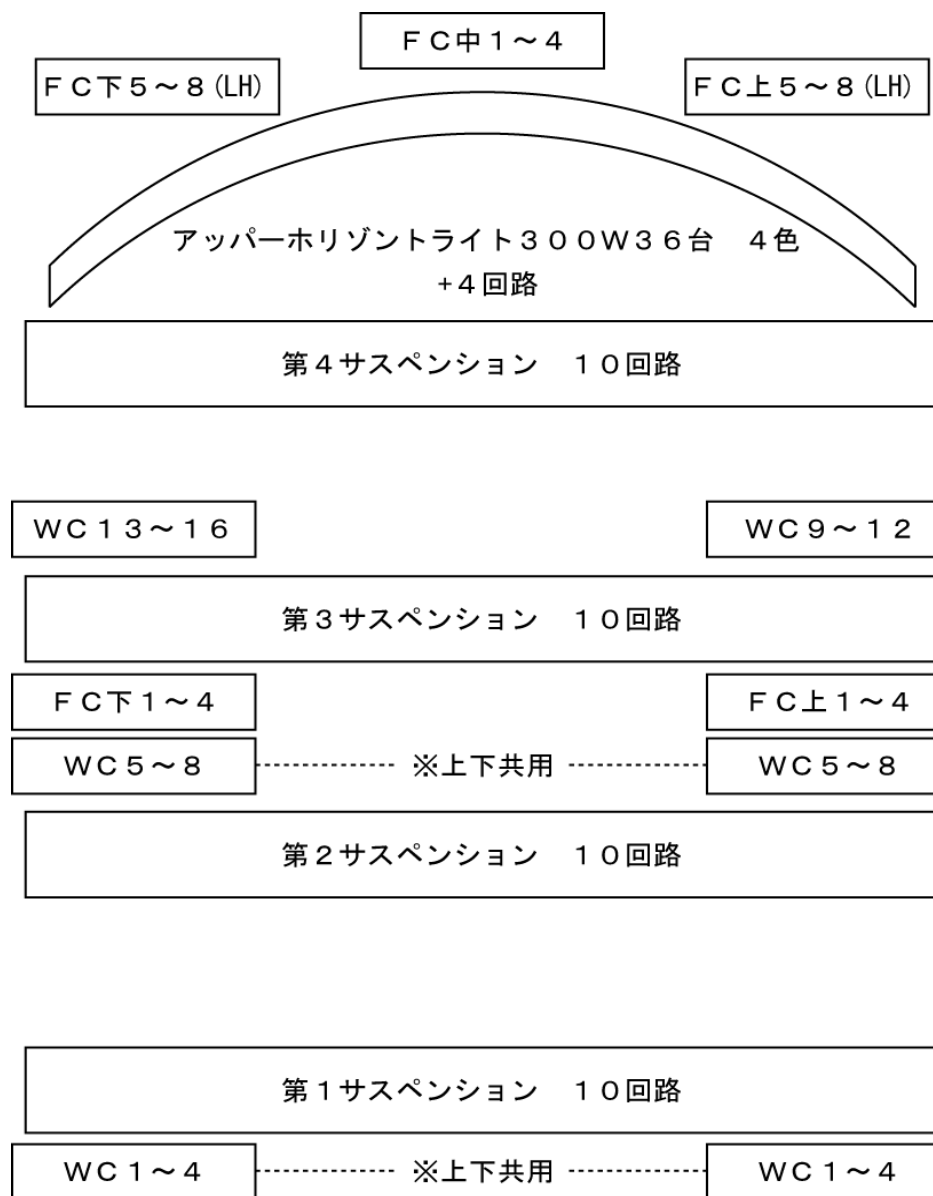 ＦＣ中１～４
ＦＣ下５～８(LH)
ＦＣ上５～８(LH)
アッパーホリゾントライト３００Ｗ３６台　４色
+４回路
第４サスペンション　１０回路
ＷＣ１３～１６
ＷＣ９～１２
第３サスペンション　１０回路
ＦＣ下１～４
ＦＣ上１～４
ＷＣ５～８
※上下共用
ＷＣ５～８
第２サスペンション　１０回路
第１サスペンション　１０回路
ＷＣ１～４
※上下共用
ＷＣ１～４